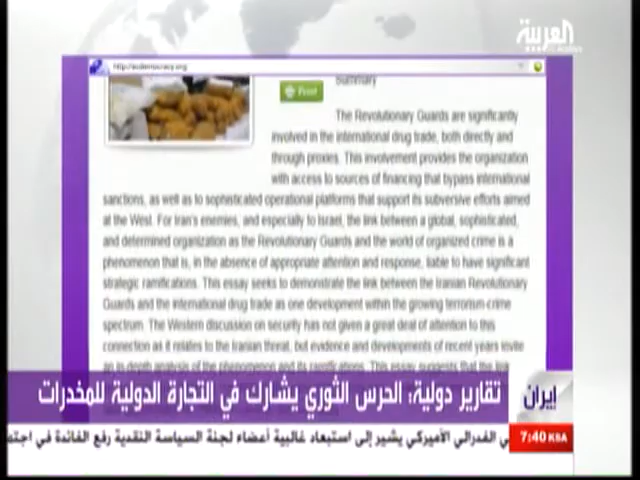 العربية
http://eudemocracy.org
Print
Summary
The Revolutionary Guards are significantly
involved in the international drug trade, both directly and
through proxies. This involvement provides the organization
with access to sources of financing that bypass international
sanctions, as well as to sophisticated operational platforms that support its subversive efforts aimed
at the West. For Iran's enemies, and especially to Israel, the link between a global, sophisticated,
and determined organization as the Revolutionary Guards and the world of organized crime is a
phenomenon that is, in the absence of appropriate attention and response, liable to have significant
strategic ramifications. This essay seeks to demonstrate the link between the Iranian Revolutionary
Guards and the international drug trade as one development within the growing terrorism-crime
spectrum. The Western discussion on security has not given a great deal of attention to this
connection as it relates to the Iranian threat, but evidence and developments of recent years invite
an in-depth analysis of the phenomenon and its ramifications. This essay suggests that the link
إيران
تقارير دولية: الحرس الثوري يشارك في التجارة الدولية للمخدرات
7:40 KSA
ي الفدرالي الأميركي يشير إلى استبعاد غالبية أعضاء لجنة السياسة النقدية رفع الفائدة في اجتم